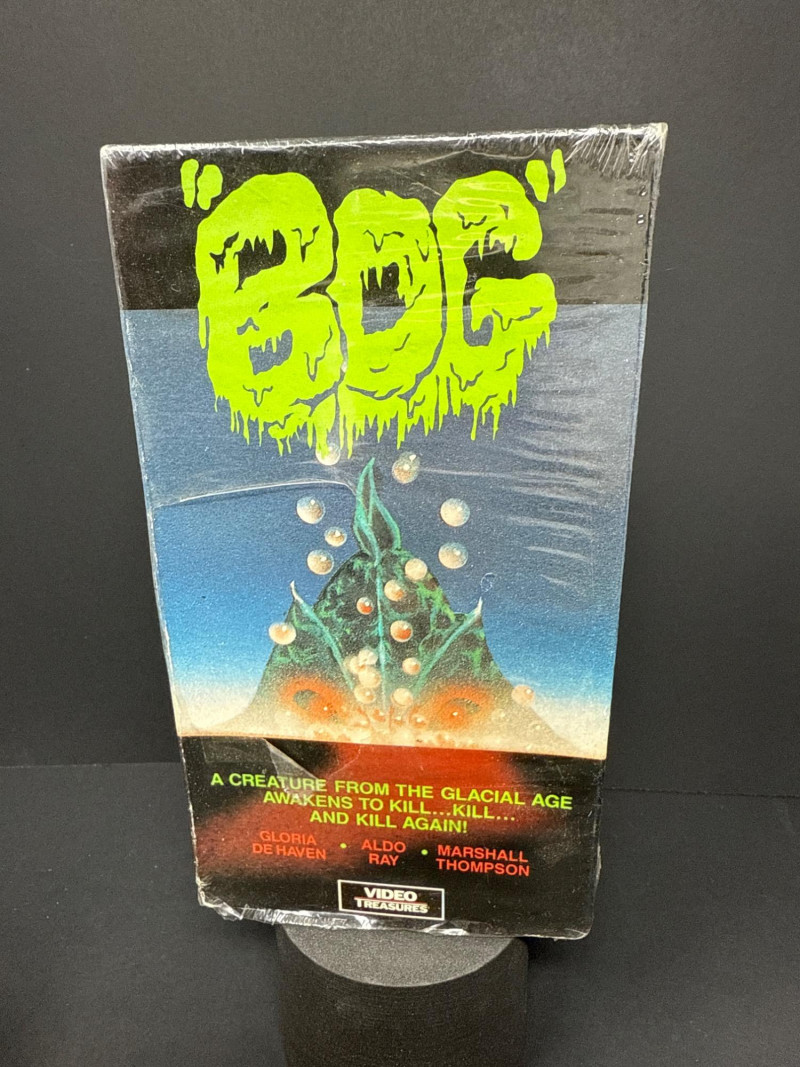 "BOG"
A CREATURE FROM THE GLACIAL AGE
AWAKENS TO KILL...KILL...
AND KILL AGAIN!
GLORIA DE HAVEN • ALDO RAY • MARSHALL THOMPSON
VIDEO
TREASURES